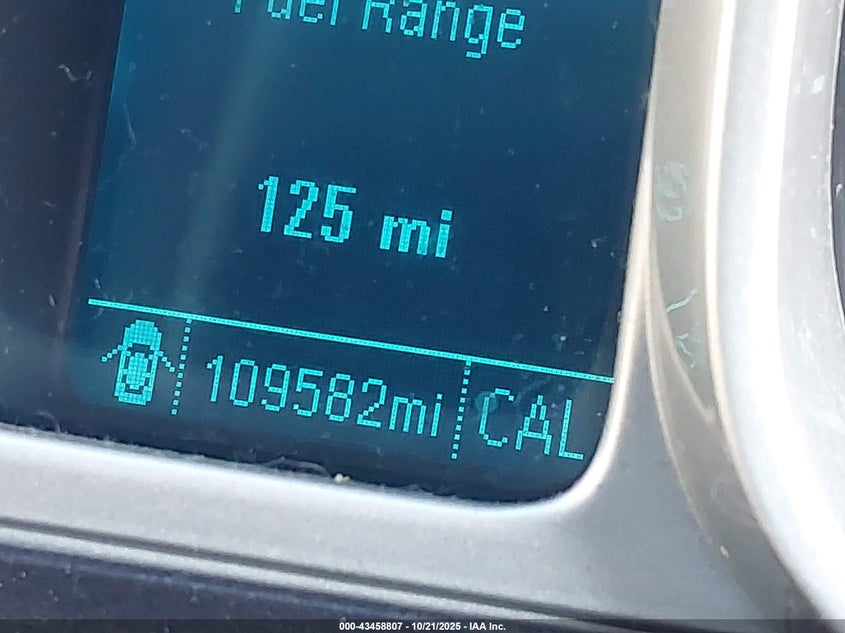 Fuel Range
125 mi
109582mi CAL
000-43458807 - 10/21/2025 - IAA Inc.